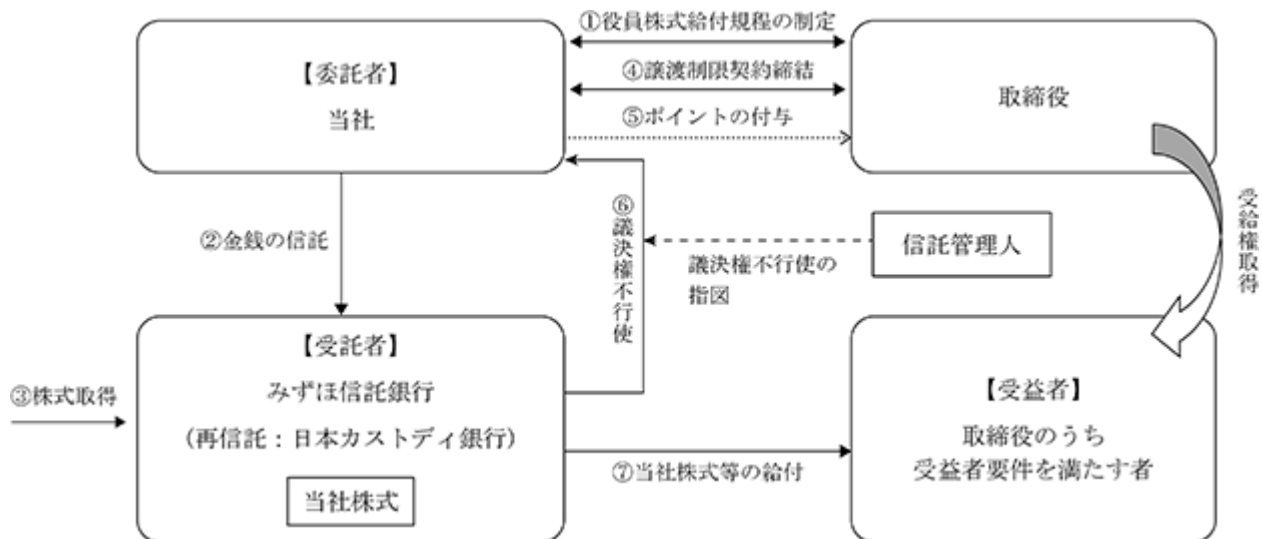 ①役員株式給付規程の制定
【委託者】
当社
④譲渡制限契約締結
⑤ポイントの付与
取締役
②金銭の信託
⑥議決権不行使
議決権不行使の
指図
信託管理人
受給権取得
③株式取得
【受託者】
みずほ信託銀行
(再信託:日本カストディ銀行)
当社株式
⑦当社株式等の給付
【受益者】
取締役のうち
受益者要件を満たす者